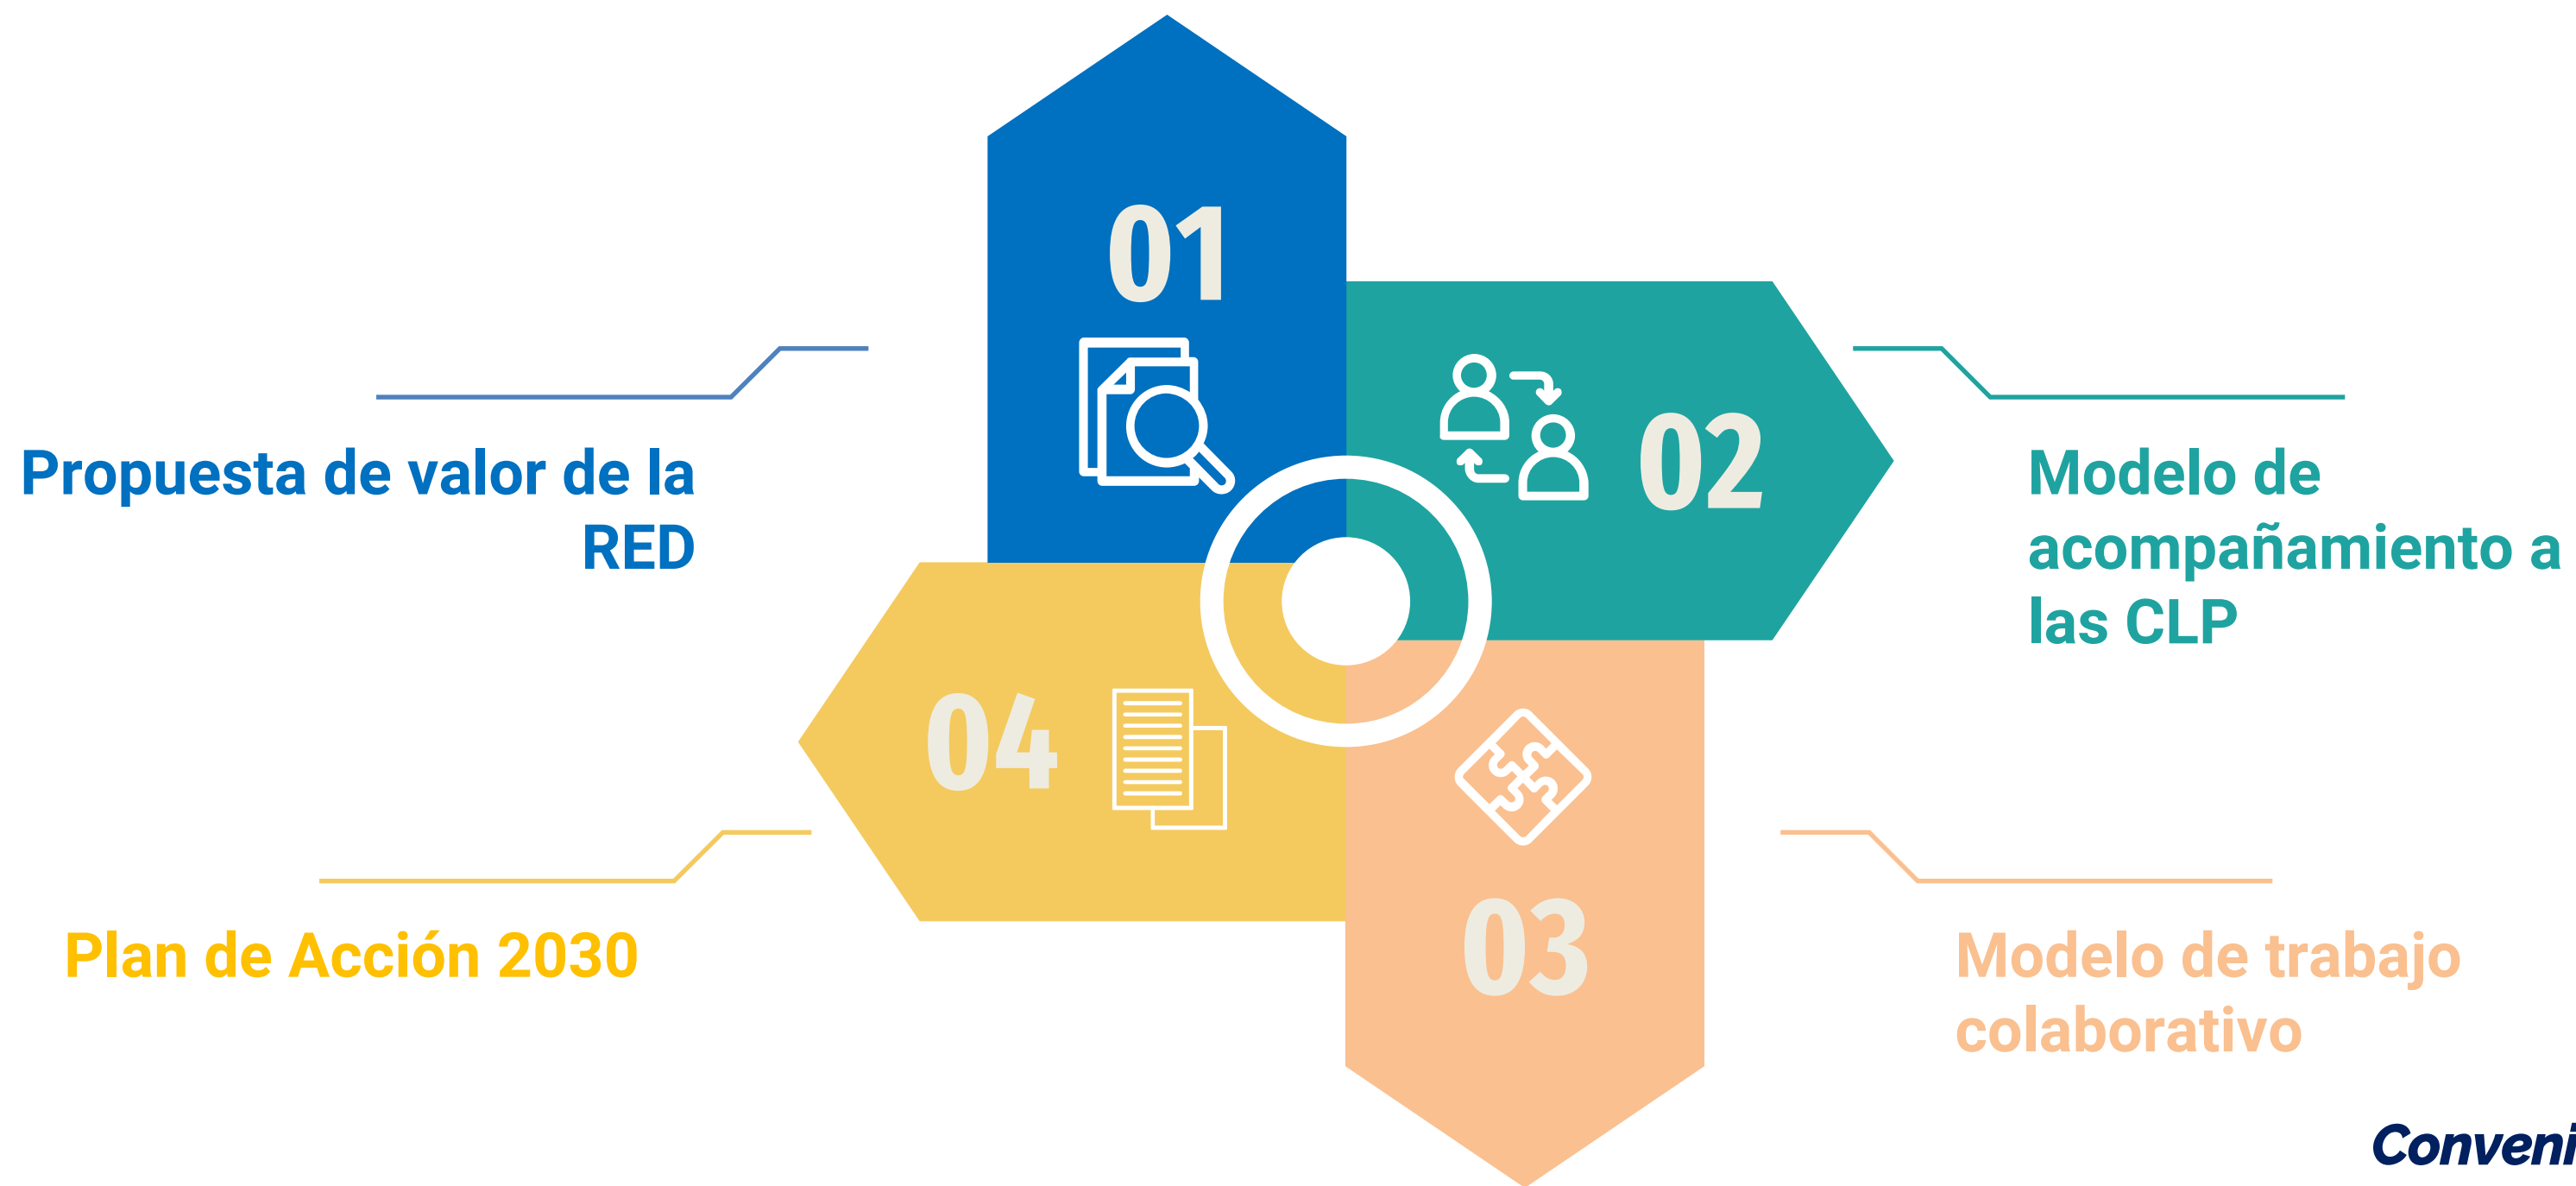 01
Propuesta de valor de la
RED
02
Modelo de
acompañamiento a
las CLP
04
Plan de Acción 2030
03
Modelo de trabajo
colaborativo